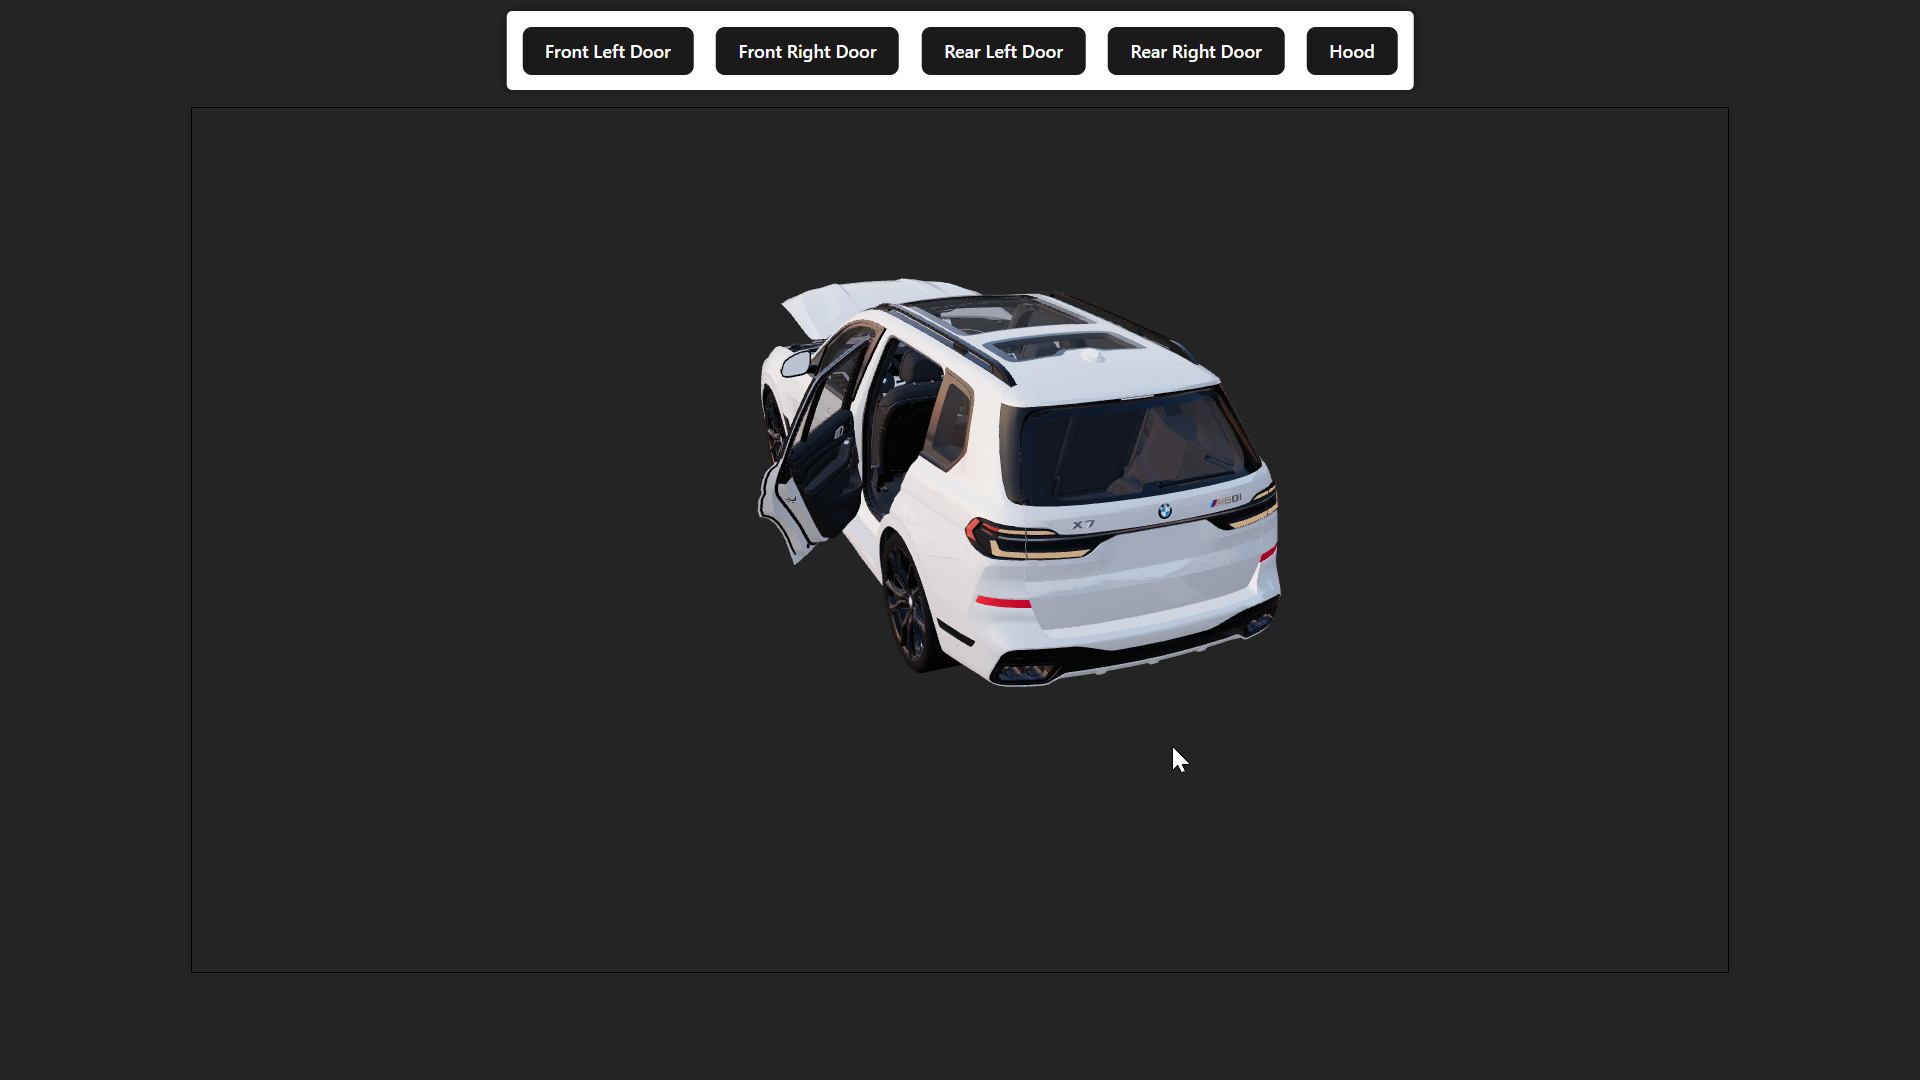 Front Left Door
Front Right Door
Rear Left Door
Rear Right Door
Hood
X7
M60i